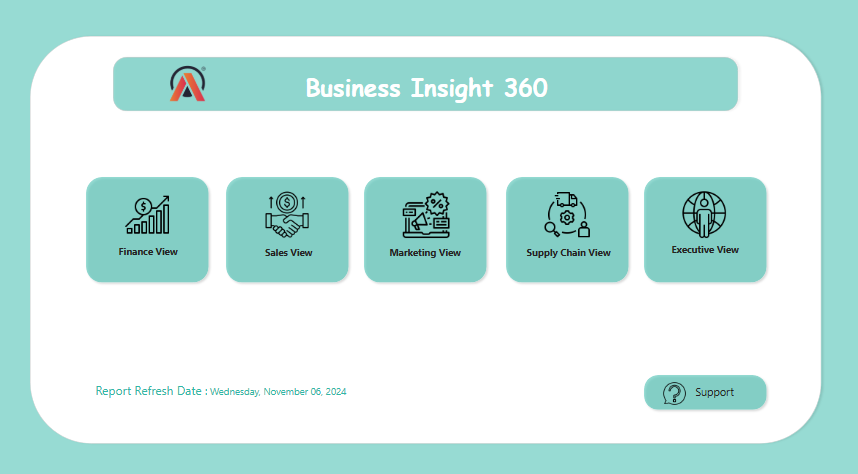 Business Insight 360
Finance View
Sales View
Marketing View
Supply Chain View
Executive View
Report Refresh Date : Wednesday, November 06, 2024
Support